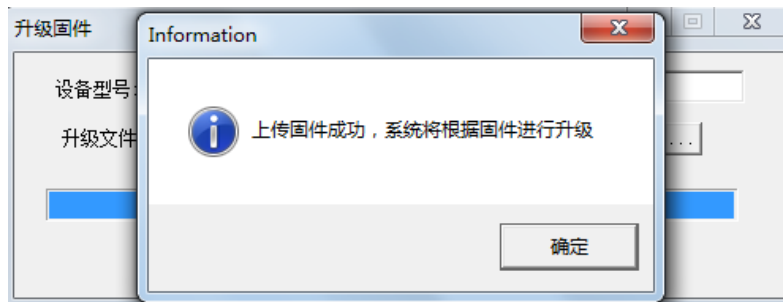 升级固件
Information
设备型号:
上传固件成功，系统将根据固件进行升级
升级文件
...
确定